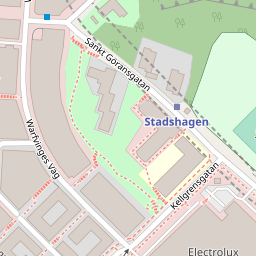 Sankt Göransgatan
Stadshagen
Warfvinges Väg
Kellgrensgatan
Electrolux